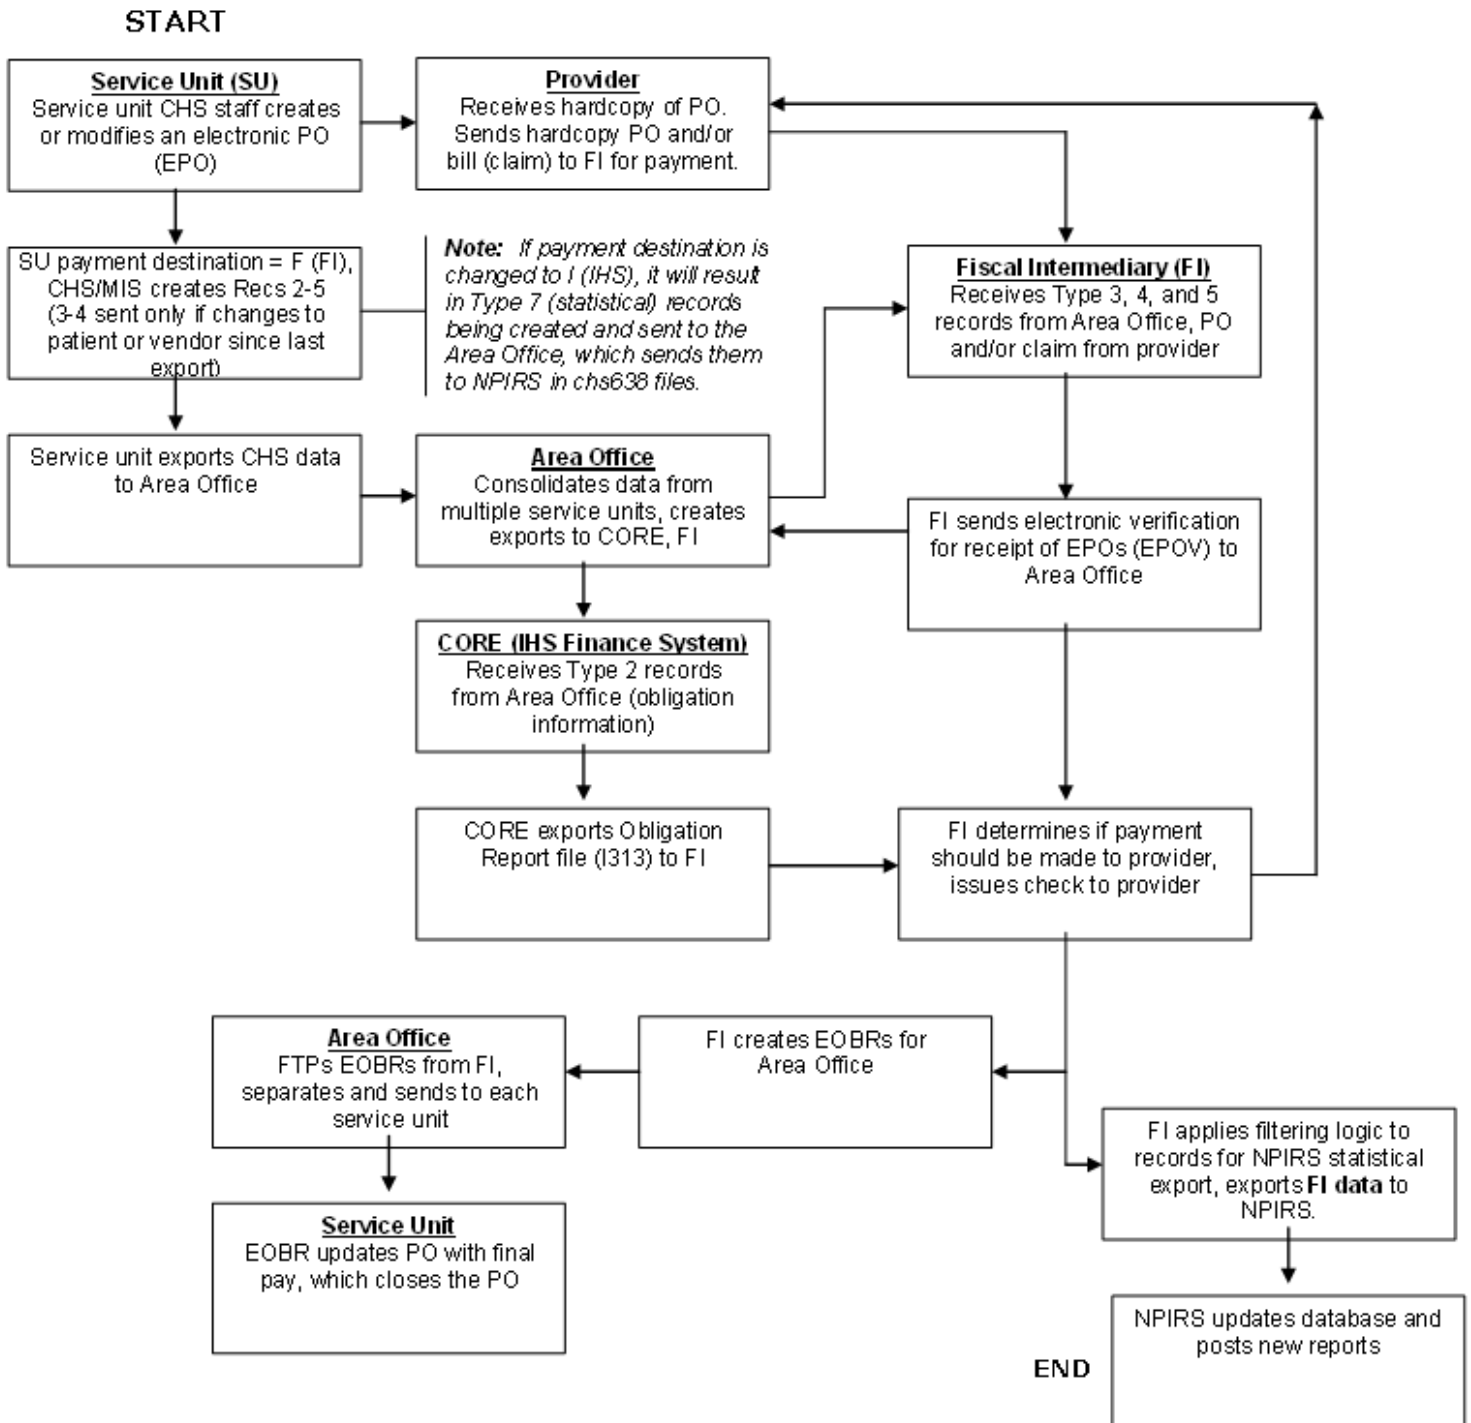 START
Service Unit (SU)
Service unit CHS staff creates
or modifies an electronic PO
(EPO)
Provider
Receives hardcopy of PO.
Sends hardcopy PO and/or
bill (claim) to FI for payment.
SU payment destination = F (FI),
CHS/MIS creates Recs 2-5
(3-4 sent only if changes to
patient or vendor since last
export)
Note: If payment destination is
changed to I (IHS), it will result
in Type 7 (statistical) records
being created and sent to the
Area Office, which sends them
to NPIRS in chs638 files.
Fiscal Intermediary (FI)
Receives Type 3, 4, and 5
records from Area Office, PO
and/or claim from provider
Service unit exports CHS data
to Area Office
Area Office
Consolidates data from
multiple service units, creates
exports to CORE, FI
FI sends electronic verification
for receipt of EPOs (EPOV) to
Area Office
CORE (IHS Finance System)
Receives Type 2 records
from Area Office (obligation
information)
CORE exports Obligation
Report file (I313) to FI
FI determines if payment
should be made to provider,
issues check to provider
Area Office
FTPs EOBRs from FI,
separates and sends to each
service unit
FI creates EOBRs for
Area Office
FI applies filtering logic to
records for NPIRS statistical
export, exports FI data to
NPIRS.
Service Unit
EOBR updates PO with final
pay, which closes the PO
NPIRS updates database and
posts new reports
END